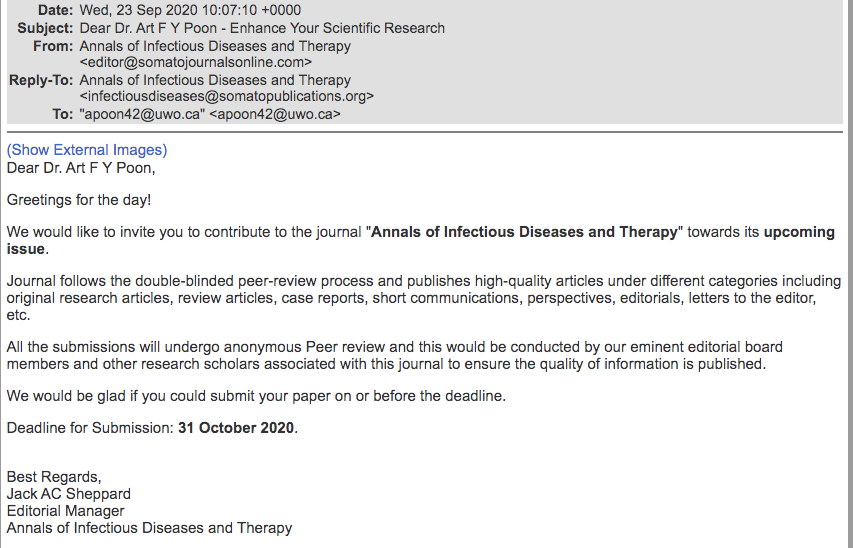 Date: Wed, 23 Sep 2020 10:07:10 +0000
Subject: Dear Dr. Art F Y Poon - Enhance Your Scientific Research
From: Annals of Infectious Diseases and Therapy
<editor@somatojournalsonline.com>
Reply-To: Annals of Infectious Diseases and Therapy
<infectiousdiseases@somatopublications.org>
To: "apoon42@uwo.ca" <apoon42@uwo.ca>
(Show External Images)
Dear Dr. Art F Y Poon,
Greetings for the day!
We would like to invite you to contribute to the journal "Annals of Infectious Diseases and Therapy" towards its upcoming
issue.
Journal follows the double-blinded peer-review process and publishes high-quality articles under different categories including
original research articles, review articles, case reports, short communications, perspectives, editorials, letters to the editor,
etc.
All the submissions will undergo anonymous Peer review and this would be conducted by our eminent editorial board
members and other research scholars associated with this journal to ensure the quality of information is published.
We would be glad if you could submit your paper on or before the deadline.
Deadline for Submission: 31 October 2020.
Best Regards,
Jack AC Sheppard
Editorial Manager
Annals of Infectious Diseases and Therapy